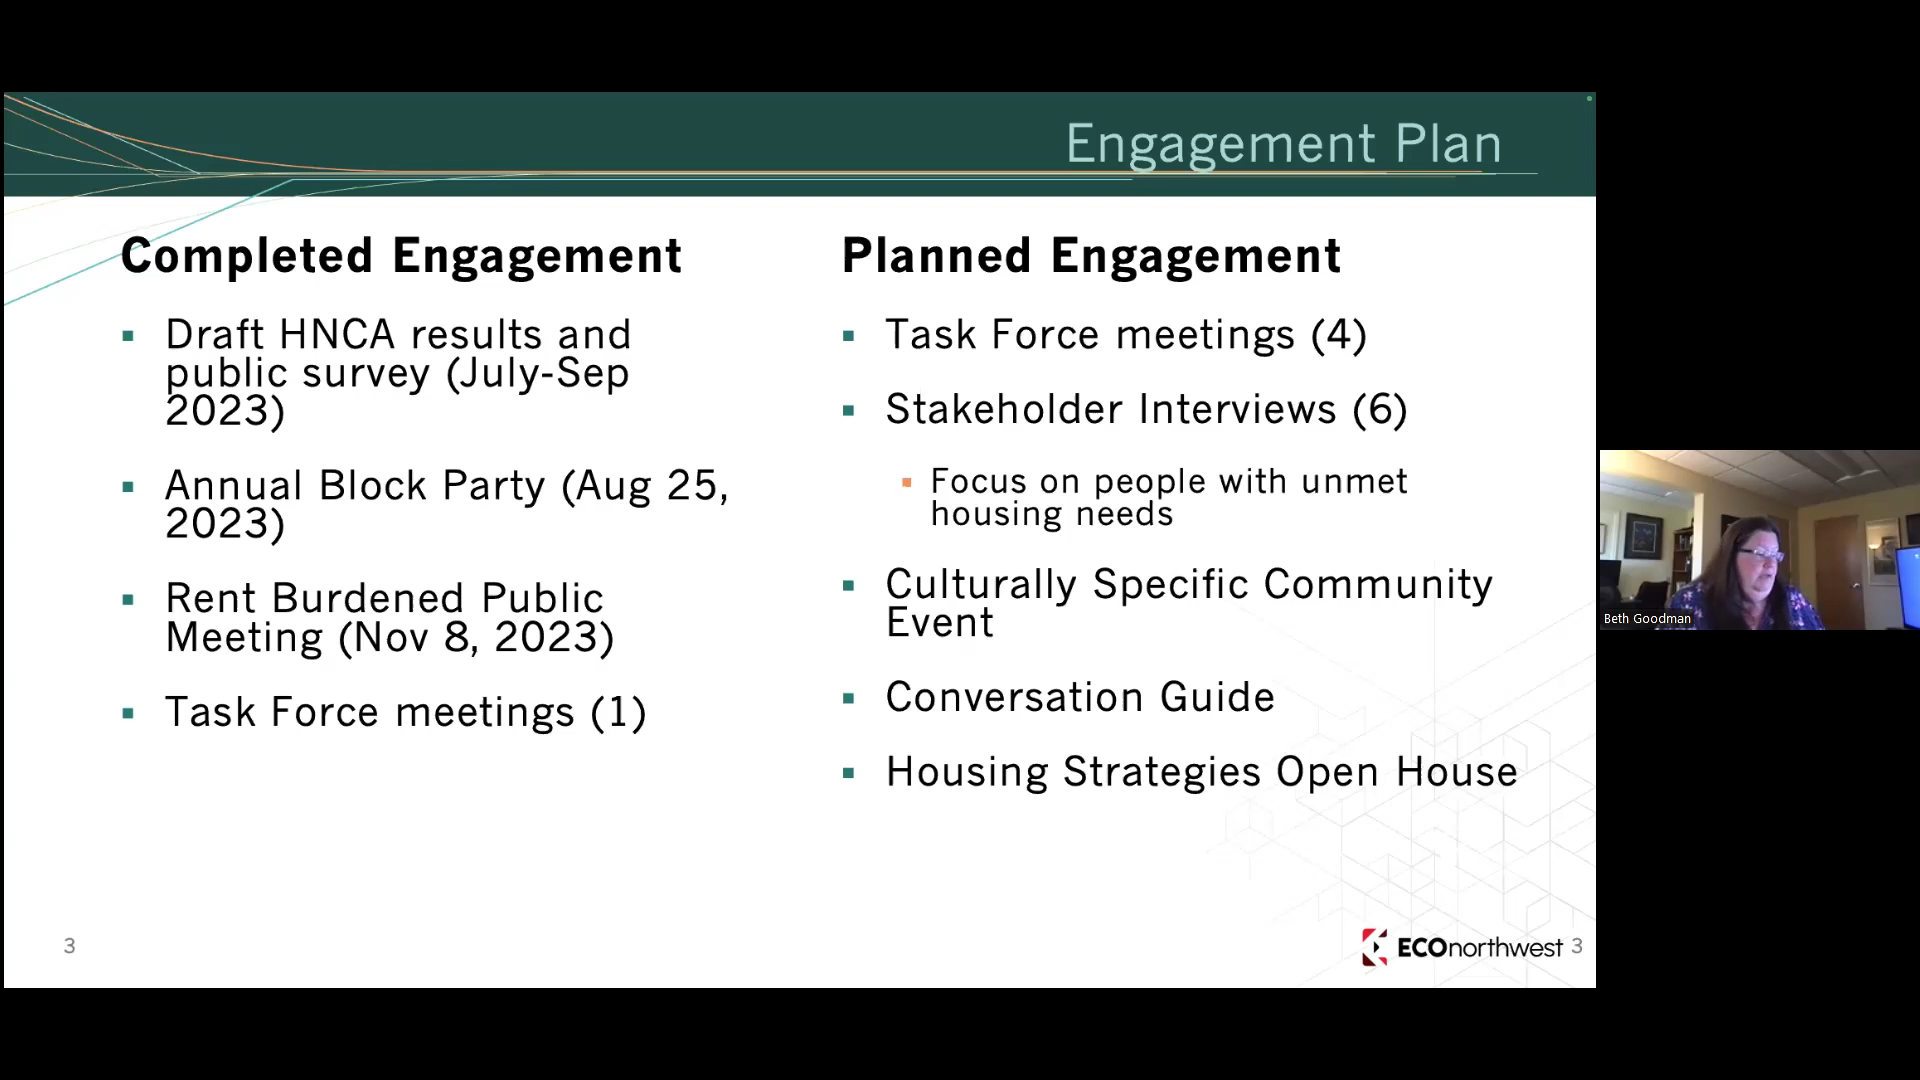 Engagement Plan
Completed Engagement
Draft HNCA results and
public survey (July-Sep
2023)
Annual Block Party (Aug 25,
2023)
Rent Burdened Public
Meeting (Nov 8, 2023)
Task Force meetings (1)
Planned Engagement
Task Force meetings (4)
Stakeholder Interviews (6)
Focus on people with unmet
housing needs
Culturally Specific Community
Event
Conversation Guide
Housing Strategies Open House
3
ECOnorthwest 3
Beth Goodman